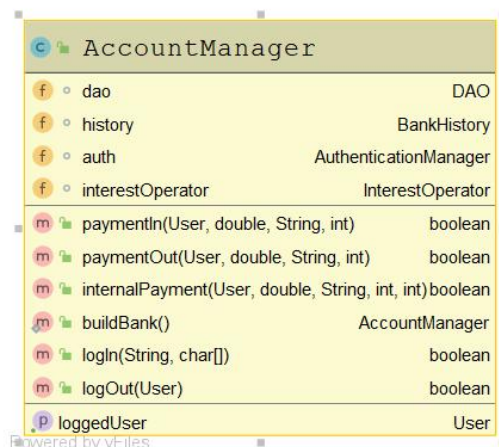 C AccountManager
f dao DAO
f history BankHistory
f auth AuthenticationManager
f interestOperator InterestOperator
m paymentIn(User, double, String, int) boolean
m paymentOut(User, double, String, int) boolean
m internalPayment(User, double, String, int, int) boolean
m buildBank() AccountManager
m logIn(String, char[]) boolean
m logOut(User) boolean
p loggedUser User
Powered by yFiles